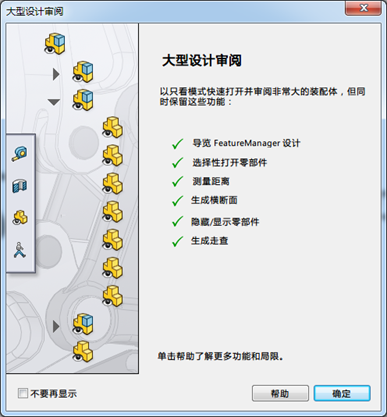 大型设计审阅
大型设计审阅
以只看模式快速打开并审阅非常大的装配体，但同
时保留这些功能：
导览 FeatureManager 设计
选择性打开零部件
测量距离
生成横断面
隐藏/显示零部件
生成走查
单击帮助了解更多功能和局限。
不要再显示
帮助
确定